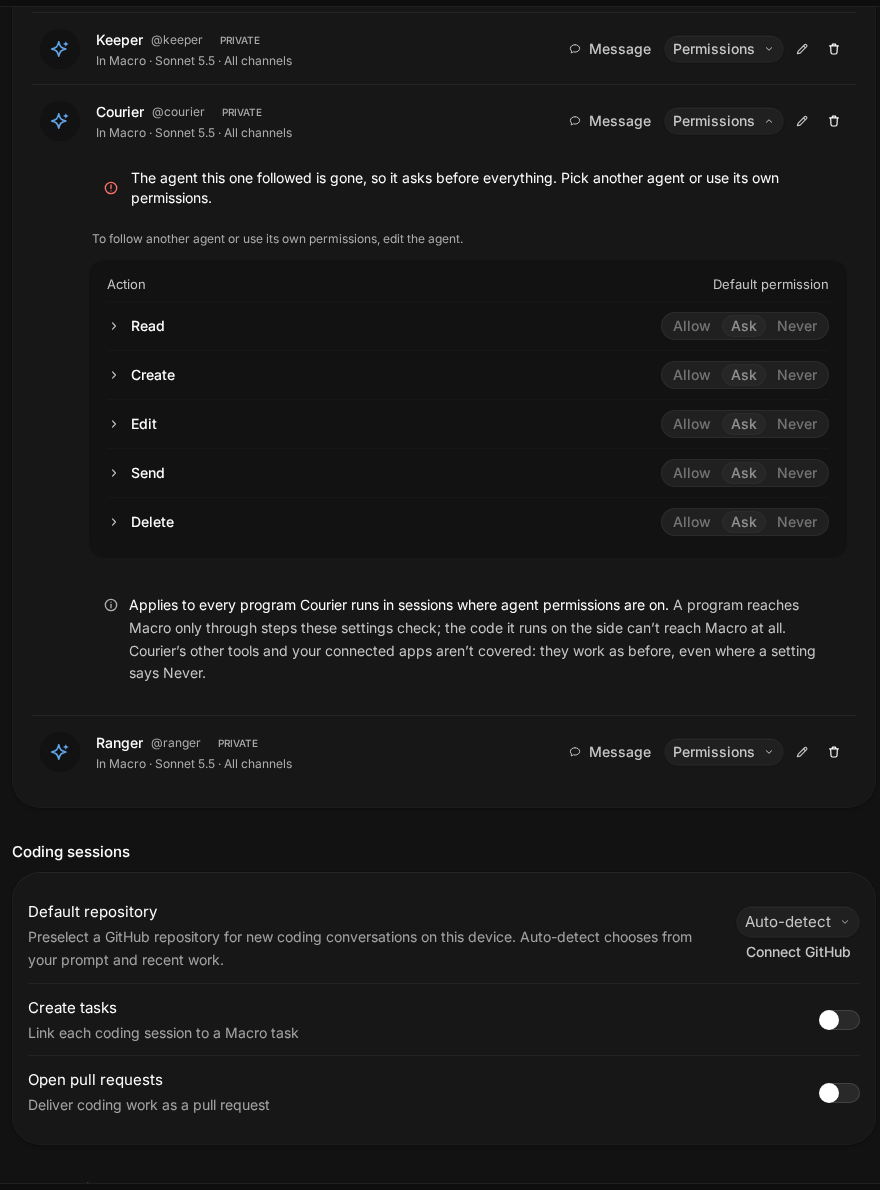 Keeper @keeper PRIVATE
Message Permissions
In Macro · Sonnet 5.5 · All channels
Courier @courier PRIVATE
Message Permissions
In Macro · Sonnet 5.5 · All channels
The agent this one followed is gone, so it asks before everything. Pick another agent or use its own
permissions.
To follow another agent or use its own permissions, edit the agent.
Action Default permission
Read Allow Ask Never
Create Allow Ask Never
Edit Allow Ask Never
Send Allow Ask Never
Delete Allow Ask Never
Applies to every program Courier runs in sessions where agent permissions are on. A program reaches
Macro only through steps these settings check; the code it runs on the side can’t reach Macro at all.
Courier’s other tools and your connected apps aren’t covered: they work as before, even where a setting
says Never.
Ranger @ranger PRIVATE
Message Permissions
In Macro · Sonnet 5.5 · All channels
Coding sessions
Default repository
Auto-detect
Preselect a GitHub repository for new coding conversations on this device. Auto-detect chooses from
your prompt and recent work.
Connect GitHub
Create tasks
Link each coding session to a Macro task
Open pull requests
Deliver coding work as a pull request